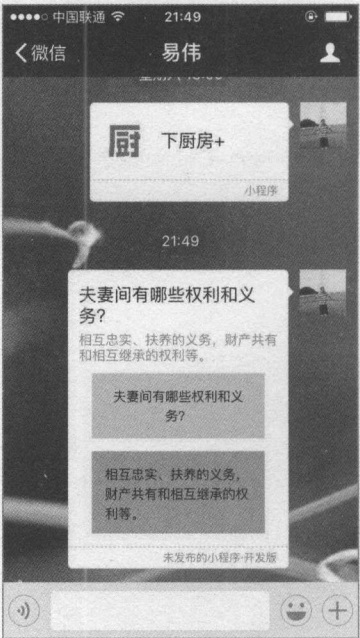 中国联通 21:49
微信 易伟
厨 下厨房+
小程序
21:49
夫妻间有哪些权利和义
务?
相互忠实、扶养的义务，财产共有
和相互继承的权利等。
夫妻间有哪些权利和义
务?
相互忠实、扶养的义务，
财产共有和相互继承的权
利等。
未发布的小程序·开发版